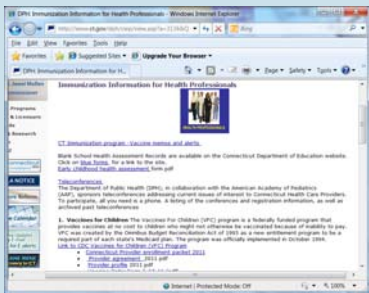 DPH: Immunization Information for Health Professionals - Windows Internet Explorer
File Edit View Favorites Tools Help
Favorites Suggested Sites Upgrade Your Browser
DPH: Immunization Information for H... Page Safety Tools
Immunization Information for Health Professionals
Programs
& Licensure
Research
CT Immunization program - Vaccine memos and alerts
Blank School Health Assessment Records are available on the Connecticut Department of Education website.
Click on blue forms for a link to the site.
Early childhood health assessment form.pdf
Teleconferences
The Department of Public Health (DPH), in collaboration with the American Academy of Pediatrics
(AAP), sponsors teleconferences addressing current issues of interest to Connecticut Health Care Providers.
To participate, all you need is a phone. A listing of the conferences and registration information, as well as
archived past teleconferences
1. Vaccines for Children The Vaccines for Children (VFC) program is a federally funded program that
provides vaccines at no cost to children who might not otherwise be vaccinated because of inability to pay.
VFC was created by the Omnibus Budget Reconciliation Act of 1993 as a new entitlement program to be a
required part of each state's Medicaid plan. The program was officially implemented in October 1994.
Link to CDC Vaccines for Children (VFC) Program
Connecticut Provider enrollment packet 2011
Provider agreement 2011 pdf
Provider profile 2011 pdf
Internet | Protected Mode: Off 100%